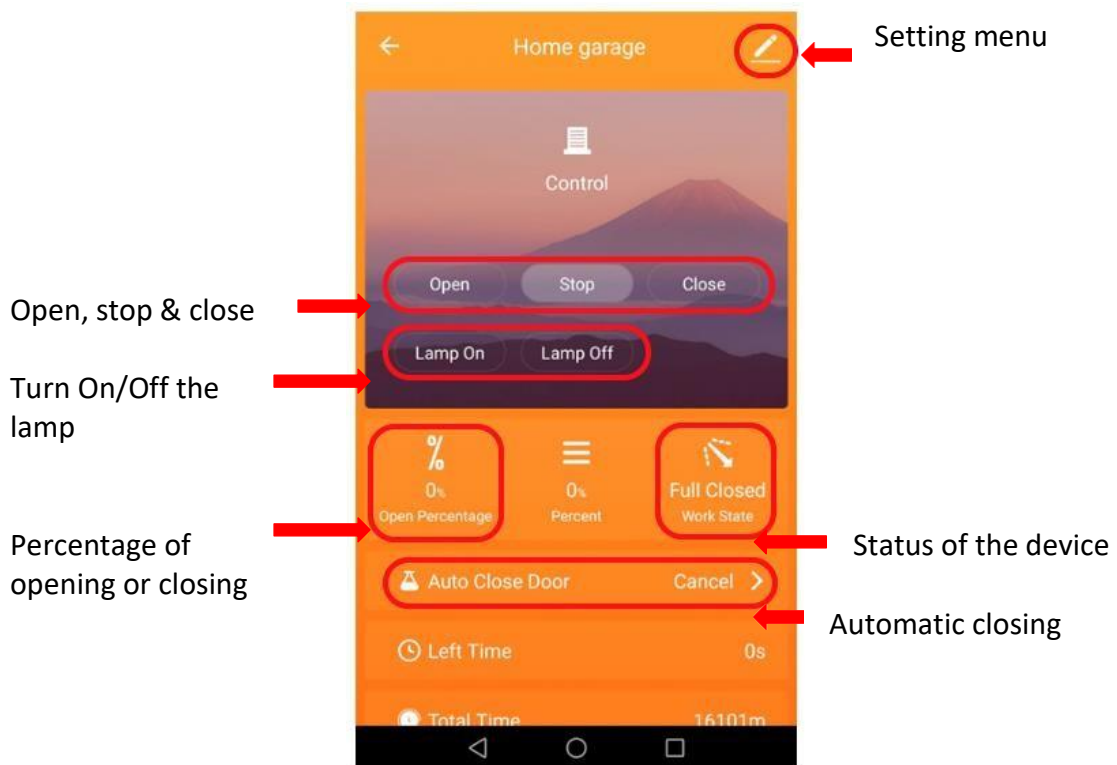 Home garage
Setting menu
Control
Open Stop Close
Open, stop & close
Lamp On Lamp Off
Turn On/Off the
lamp
%
0% 0% Full Closed
Open Percentage Percent Work State
Percentage of
opening or closing
Status of the device
Auto Close Door Cancel
Automatic closing
Left Time 0s
Total Time 16101m